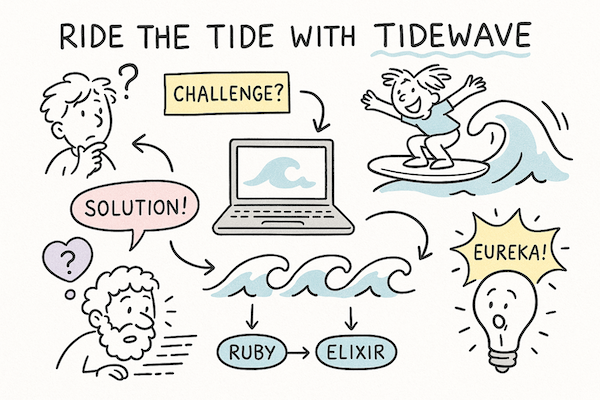 RIDE THE TIDE WITH TIDEWAVE
?
CHALLENGE?
SOLUTION!
?
EUREKA!
RUBY
ELIXIR